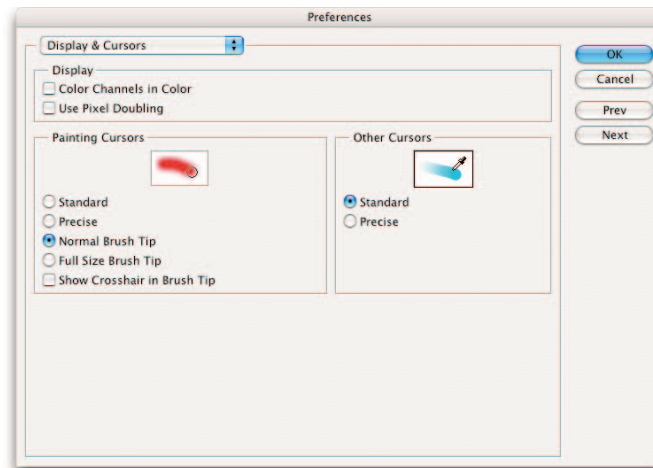 Preferences
Display & Cursors
OK
Cancel
Prev
Next
Display
Color Channels in Color
Use Pixel Doubling
Painting Cursors
Standard
Precise
Normal Brush Tip
Full Size Brush Tip
Show Crosshair in Brush Tip
Other Cursors
Standard
Precise